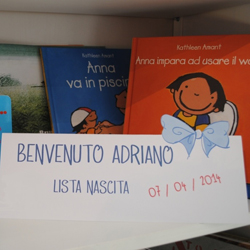 Kathleen Amant
Anna
va in piscin
Kathleen Amant
Anna impara ad usare il
BENVENUTO ADRIANO
LISTA NASCITA
07/04/2014